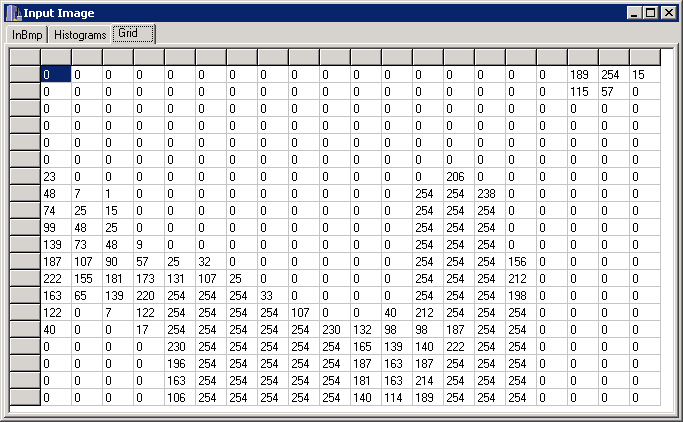 Input Image
InBmp Histograms Grid
0 0 0 0 0 0 0 0 0 0 0 0 0 0 0 0 0 189 254 15
0 0 0 0 0 0 0 0 0 0 0 0 0 0 0 0 0 115 57 0
0 0 0 0 0 0 0 0 0 0 0 0 0 0 0 0 0 0 0 0
0 0 0 0 0 0 0 0 0 0 0 0 0 0 0 0 0 0 0 0
0 0 0 0 0 0 0 0 0 0 0 0 0 0 0 0 0 0 0 0
0 0 0 0 0 0 0 0 0 0 0 0 0 0 0 0 0 0 0 0
23 0 0 0 0 0 0 0 0 0 0 0 0 206 0 0 0 0 0 0
48 7 1 0 0 0 0 0 0 0 0 0 254 254 238 0 0 0 0 0
74 25 15 0 0 0 0 0 0 0 0 0 254 254 254 0 0 0 0 0
99 48 25 0 0 0 0 0 0 0 0 0 254 254 254 0 0 0 0 0
139 73 48 9 0 0 0 0 0 0 0 0 254 254 254 0 0 0 0 0
187 107 90 57 25 32 0 0 0 0 0 0 254 254 254 156 0 0 0 0
222 155 181 173 131 107 25 0 0 0 0 0 254 254 254 212 0 0 0 0
163 65 139 220 254 254 254 33 0 0 0 0 254 254 254 198 0 0 0 0
122 0 7 122 254 254 254 254 107 0 0 40 212 254 254 254 0 0 0 0
40 0 0 17 254 254 254 254 254 230 132 98 98 187 254 254 0 0 0 0
0 0 0 0 230 254 254 254 254 254 165 139 140 222 254 254 0 0 0 0
0 0 0 0 196 254 254 254 254 254 187 163 187 254 254 254 0 0 0 0
0 0 0 0 163 254 254 254 254 254 181 163 214 254 254 254 0 0 0 0
0 0 0 0 106 254 254 254 254 254 140 114 189 254 254 254 0 0 0 0